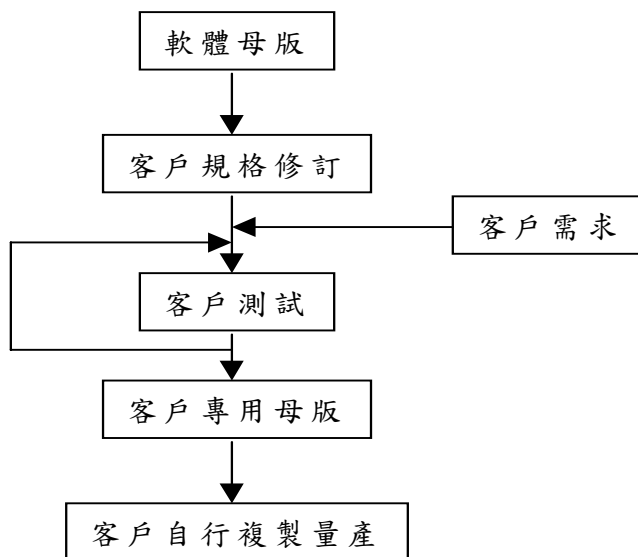 軟體母版
客戶規格修訂
客戶需求
客戶測試
客戶專用母版
客戶自行複製量產